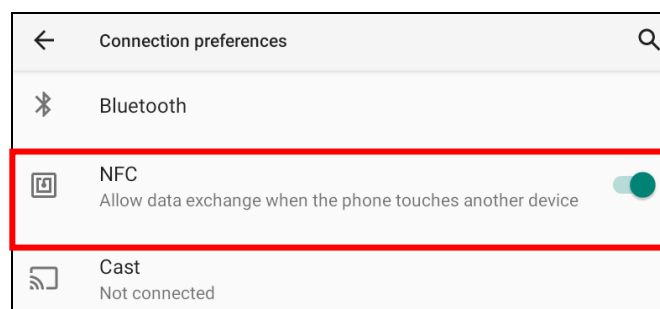 Connection preferences
Bluetooth
NFC
Allow data exchange when the phone touches another device
Cast
Not connected